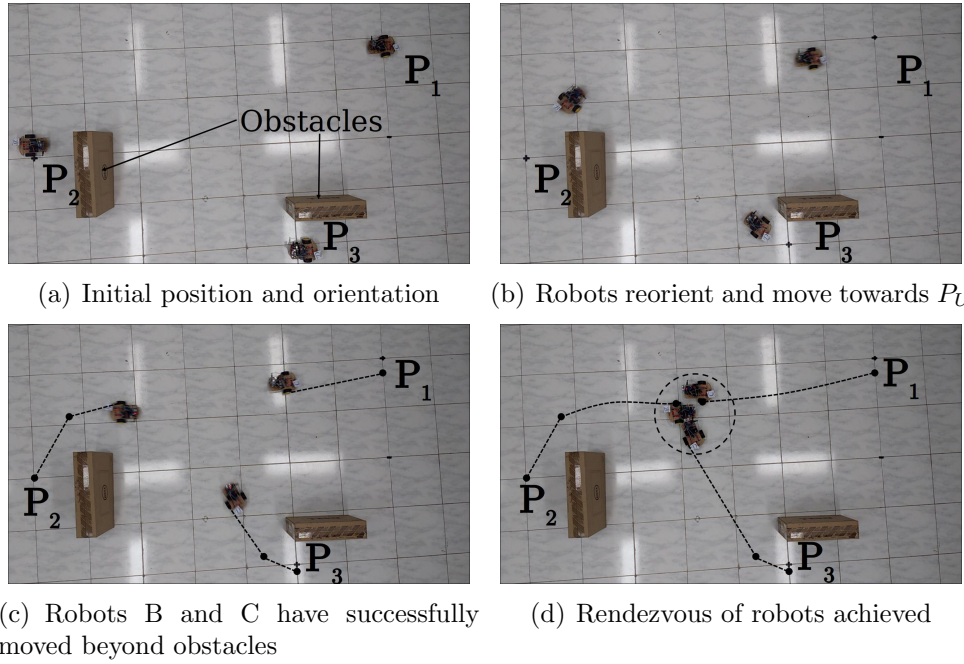 P1
Obstacles
P2
P3
(a) Initial position and orientation
P1
P2
P3
(b) Robots reorient and move towards PU
P1
P2
P3
(c) Robots B and C have successfully
moved beyond obstacles
P1
P2
P3
(d) Rendezvous of robots achieved